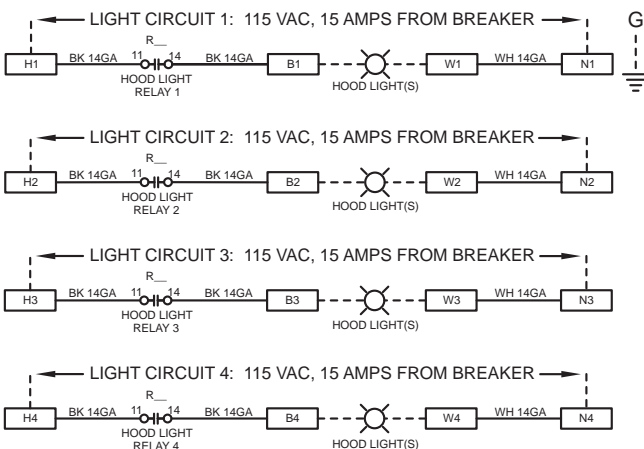 LIGHT CIRCUIT 1: 115 VAC, 15 AMPS FROM BREAKER
G
R__
H1 BK 14GA 11 14 BK 14GA B1 W1 WH 14GA N1
HOOD LIGHT
RELAY 1
HOOD LIGHT(S)
LIGHT CIRCUIT 2: 115 VAC, 15 AMPS FROM BREAKER
R__
H2 BK 14GA 11 14 BK 14GA B2 W2 WH 14GA N2
HOOD LIGHT
RELAY 2
HOOD LIGHT(S)
LIGHT CIRCUIT 3: 115 VAC, 15 AMPS FROM BREAKER
R__
H3 BK 14GA 11 14 BK 14GA B3 W3 WH 14GA N3
HOOD LIGHT
RELAY 3
HOOD LIGHT(S)
LIGHT CIRCUIT 4: 115 VAC, 15 AMPS FROM BREAKER
R__
H4 BK 14GA 11 14 BK 14GA B4 W4 WH 14GA N4
HOOD LIGHT
RELAY 4
HOOD LIGHT(S)